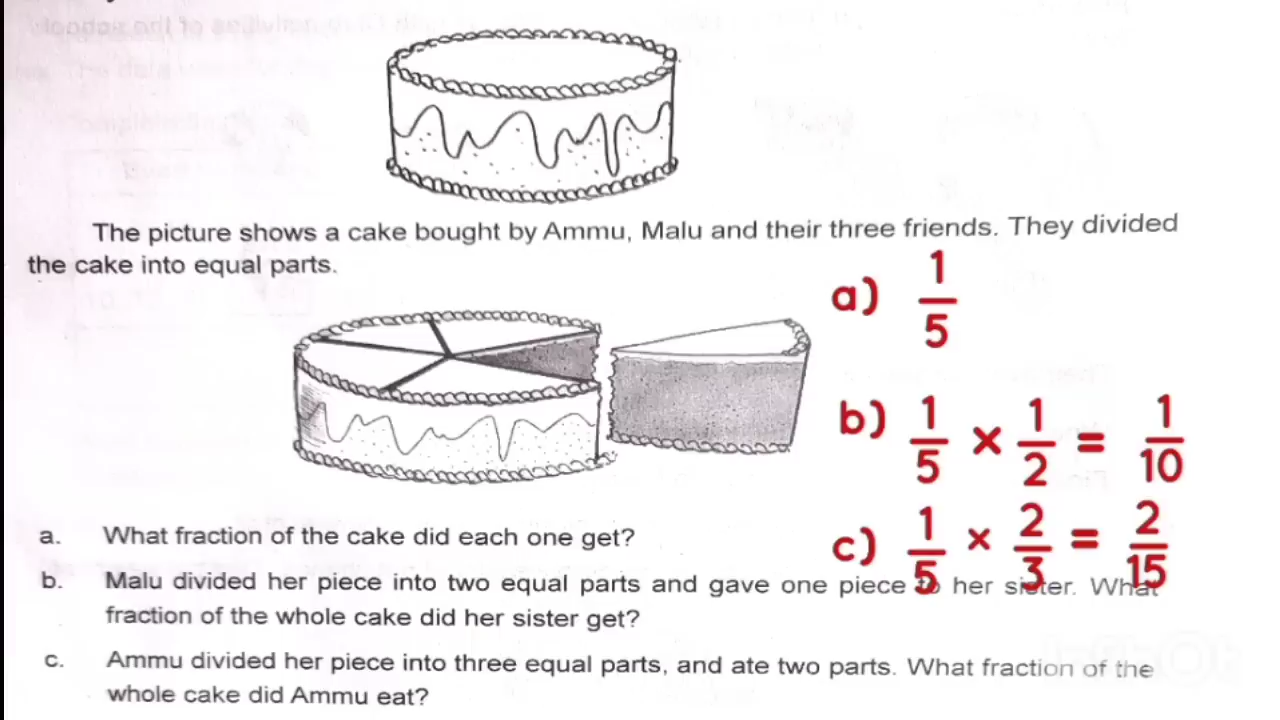 The picture shows a cake bought by Ammu, Malu and their three friends. They divided
the cake into equal parts.
a) 1/5
b) 1/5 × 1/2 = 1/10
c) 1/5 × 2/3 = 2/15
a. What fraction of the cake did each one get?
b. Malu divided her piece into two equal parts and gave one piece to her sister. What
fraction of the whole cake did her sister get?
c. Ammu divided her piece into three equal parts, and ate two parts. What fraction of the
whole cake did Ammu eat?